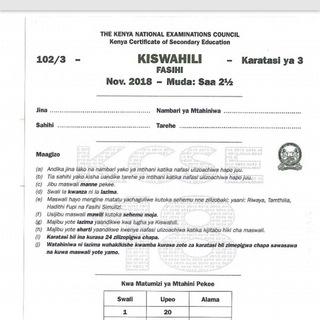 THE KENYA NATIONAL EXAMINATIONS COUNCIL
Kenya Certificate of Secondary Education
102/3 – KISWAHILI – Karatasi ya 3
FASIHI
Nov. 2018 – Muda: Saa 2½
Jina Nambari ya Mtahiniwa
Sahihi Tarehe
Maagizo
(a) Andika jina lako na nambari yako ya mtihani katika nafasi ulizoachiwa hapo juu.
(b) Tia sahihi yako kisha uandike tarehe ya mtihani katika nafasi ulizoachiwa hapo juu.
(c) Jibu maswali manne pekee.
(d) Swali la kwanza ni la lazima.
(e) Maswali hayo mengine matatu yachaguliwe kutoka sehemu nne zilizobaki; yaani: Riwaya, Tamthilia,
Hadithi Fupi na Fasihi Simulizi.
(f) Usijibu maswali mawili kutoka sehemu moja.
(g) Majibu yote lazima yaandikwe kwa lugha ya Kiswahili.
(h) Majibu yote sharti yaandikwe kwenye nafasi ulizoachiwa katika kijitabu hiki cha maswali.
(i) Karatasi hii ina kurasa 24 zilizopigwa chapa.
(j) Watahiniwa ni lazima wahakikishe kwamba kurasa zote za karatasi hii zimepigwa chapa sawasawa
na kuwa maswali yote yamo.
KCSE
18
Kwa Matumizi ya Mtahini Pekee
Swali Upeo Alama
1 20